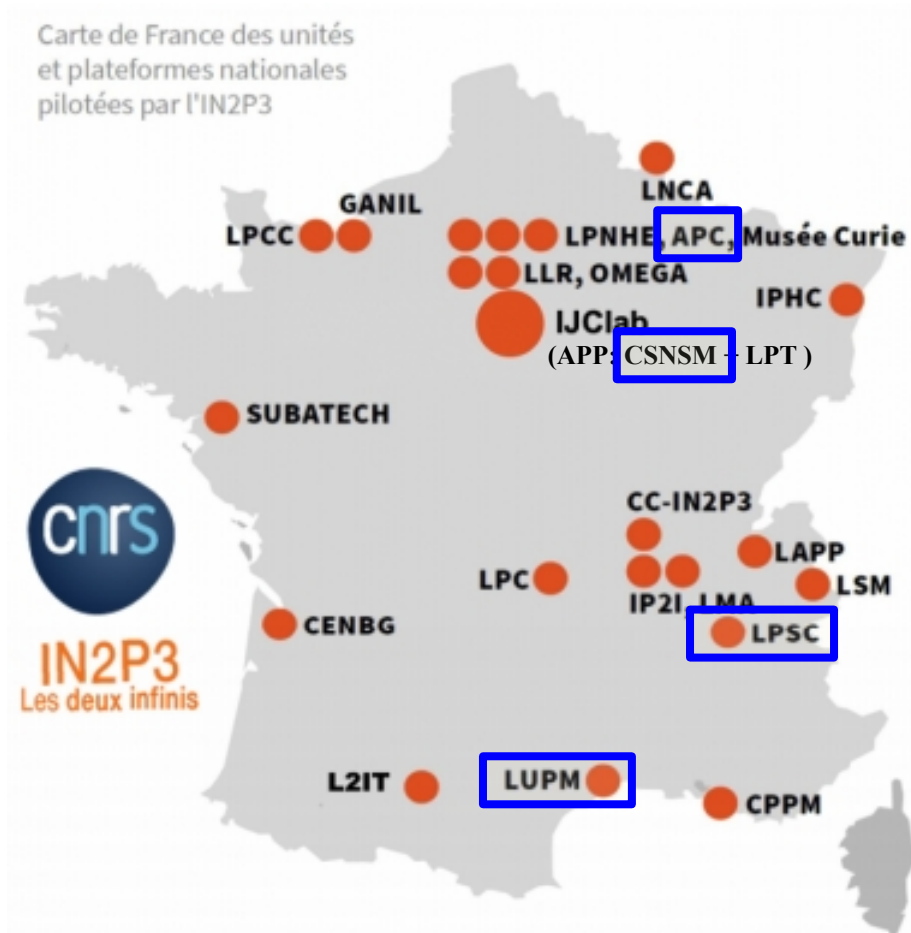 Carte de France des unités
et plateformes nationales
pilotées par l'IN2P3
LNCA
GANIL
LPCC
LPNHE, APC, Musée Curie
LLR, OMEGA
IPHC
IJClab
(APP: CSNSM + LPT )
SUBATECH
cnrs
CC-IN2P3
LAPP
LPC
LSM
IP2I, LMA
CENBG
LPSC
IN2P3
Les deux infinis
L2IT
LUPM
CPPM